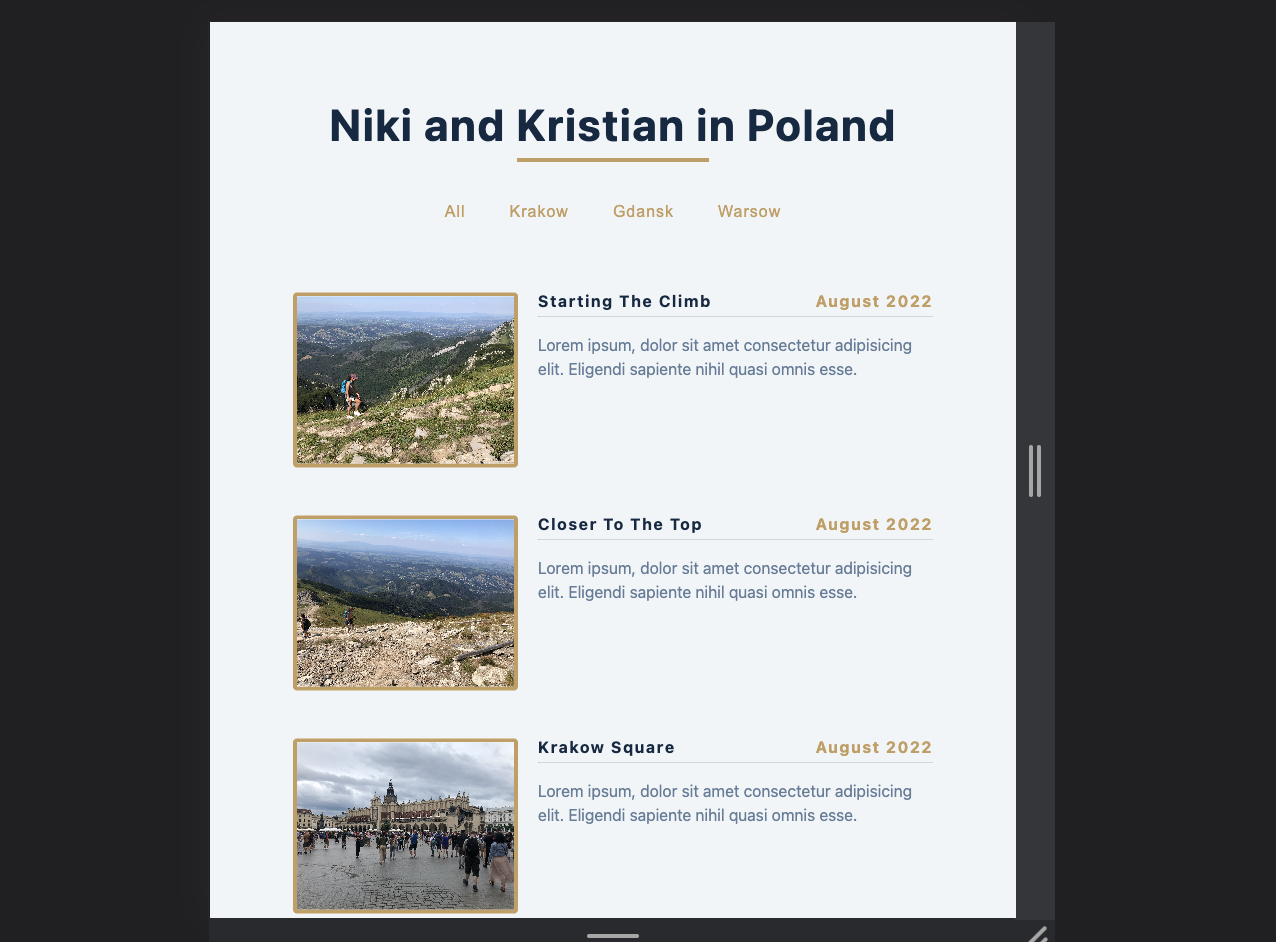 Niki and Kristian in Poland
All Krakow Gdansk Warsow
Starting The Climb August 2022
Lorem ipsum, dolor sit amet consectetur adipisicing
elit. Eligendi sapiente nihil quasi omnis esse.
Closer To The Top August 2022
Lorem ipsum, dolor sit amet consectetur adipisicing
elit. Eligendi sapiente nihil quasi omnis esse.
Krakow Square August 2022
Lorem ipsum, dolor sit amet consectetur adipisicing
elit. Eligendi sapiente nihil quasi omnis esse.